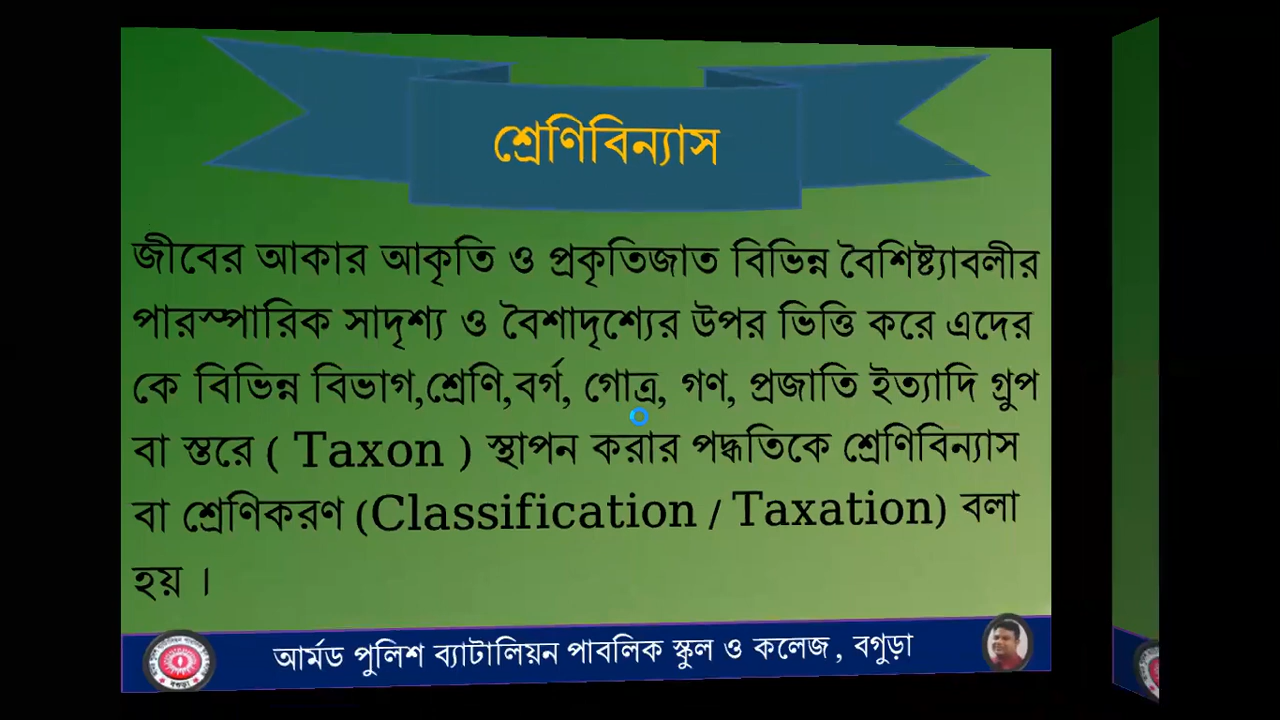 শ্রেণিবিন্যাস
জীবের আকার আকৃতি ও প্রকৃতিজাত বিভিন্ন বৈশিষ্ট্যাবলীর
পারস্পারিক সাদৃশ্য ও বৈশাদৃশ্যের উপর ভিত্তি করে এদের
কে বিভিন্ন বিভাগ,শ্রেণি,বর্গ, গোত্র, গণ, প্রজাতি ইত্যাদি গ্রুপ
বা স্তরে ( Taxon ) স্থাপন করার পদ্ধতিকে শ্রেণিবিন্যাস
বা শ্রেণিকরণ (Classification / Taxation) বলা
হয় ।
আর্মড পুলিশ ব্যাটালিয়ন পাবলিক স্কুল ও কলেজ, বগুড়া